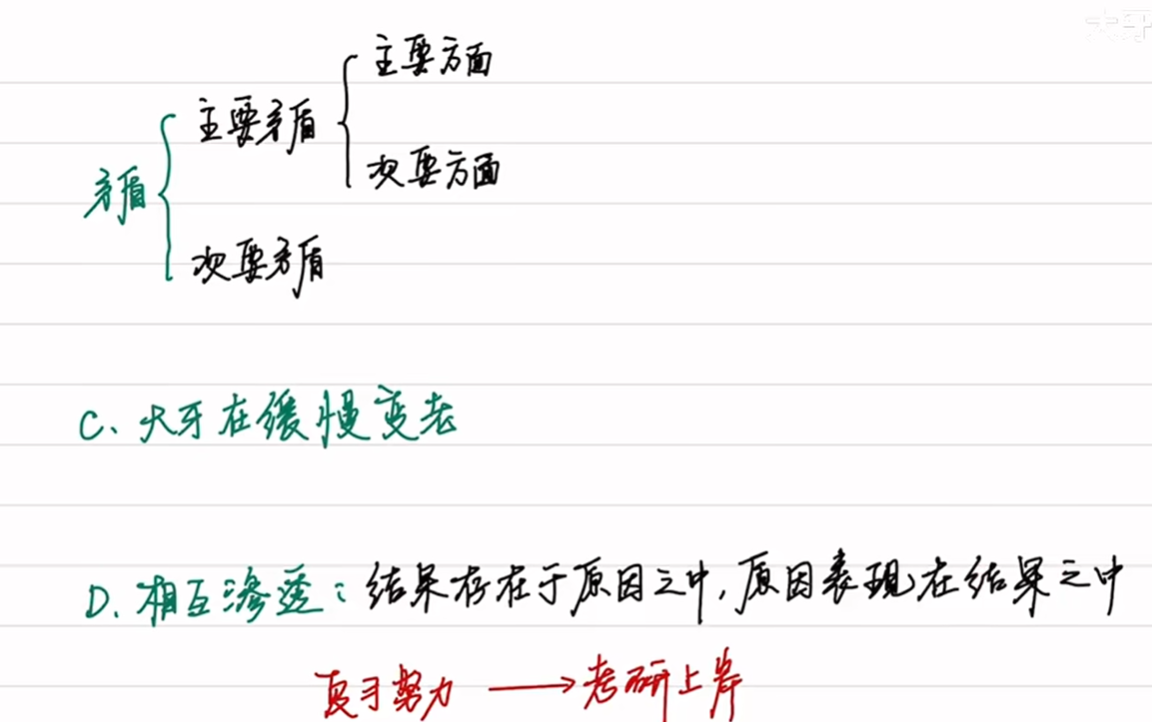 大牙
主要方面
主要矛盾
次要方面
矛盾
次要矛盾
C、大牙在缓慢变老
D、相互渗透：结果存在于原因之中，原因表现在结果之中
复习努力 → 考研上岸